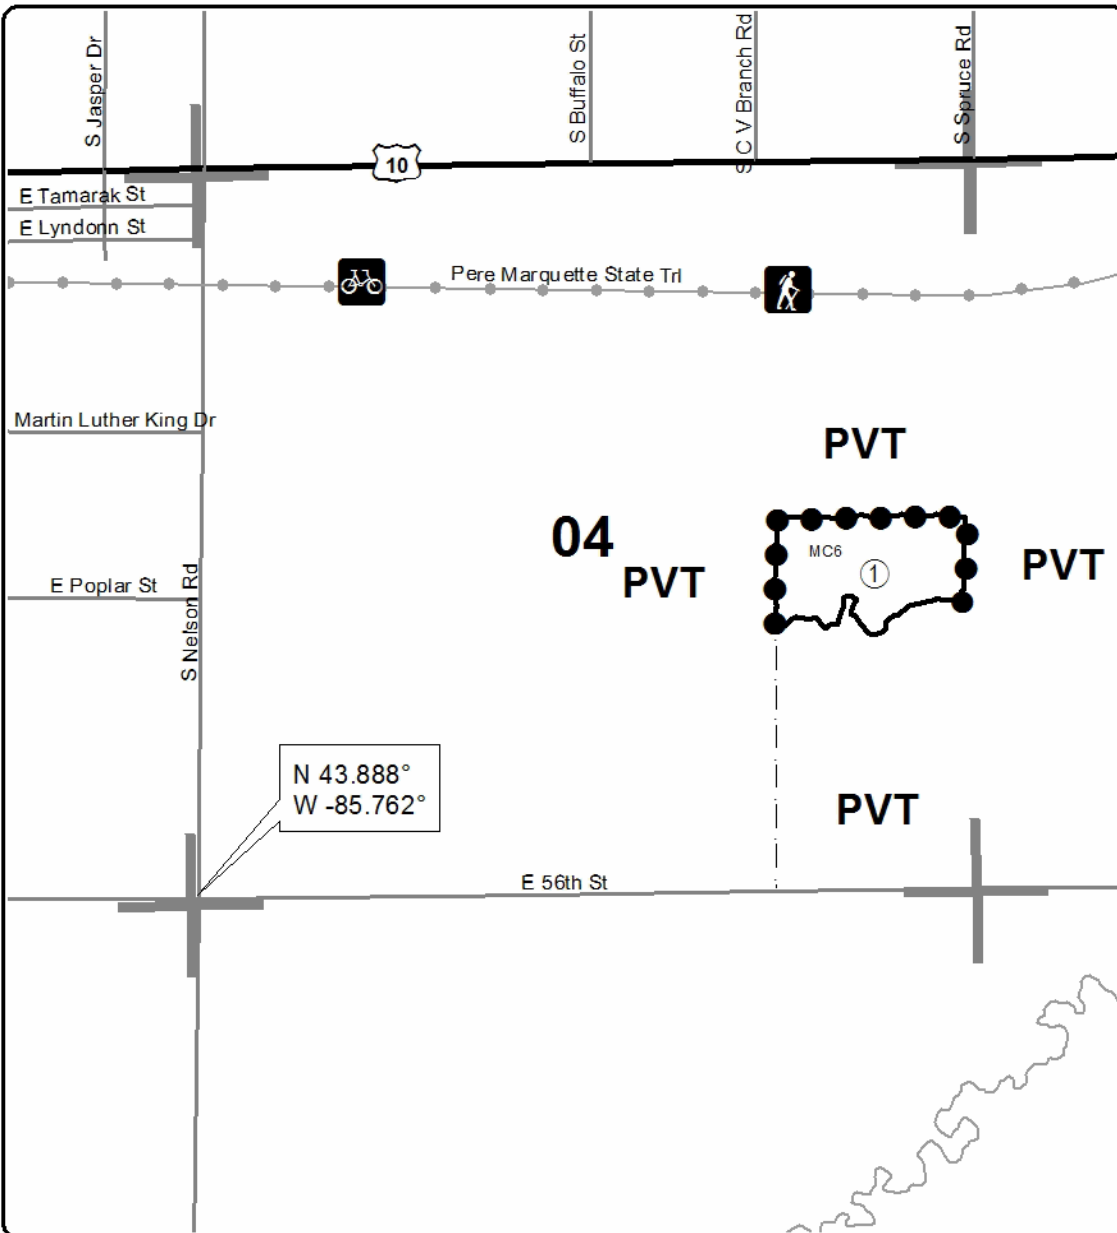 S Jasper Dr
S Buffalo St
S C V Branch Rd
S Spruce Rd
10
E Tamarak St
E Lyndonn St
Pere Marquette State Trl
Martin Luther King Dr
PVT
04
MC6
1
PVT
PVT
E Poplar St
S Nelson Rd
N 43.888°
W -85.762°
PVT
E 56th St